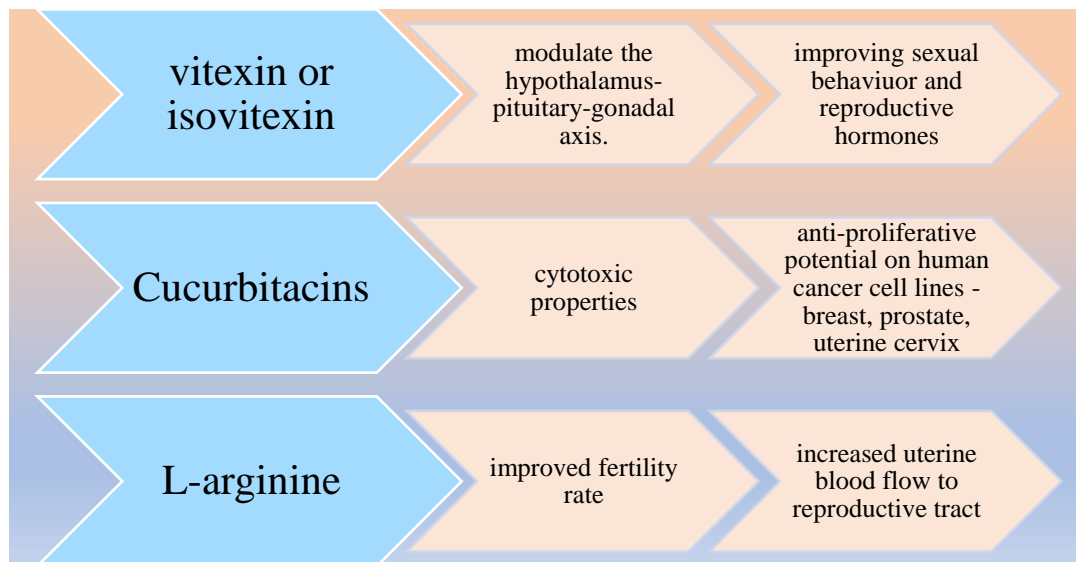 vitexin or
isovitexin
modulate the
hypothalamus-
pituitary-gonadal
axis.
improving sexual
behaviuor and
reproductive
hormones
Cucurbitacins
cytotoxic
properties
anti-proliferative
potential on human
cancer cell lines -
breast, prostate,
uterine cervix
L-arginine
improved fertility
rate
increased uterine
blood flow to
reproductive tract